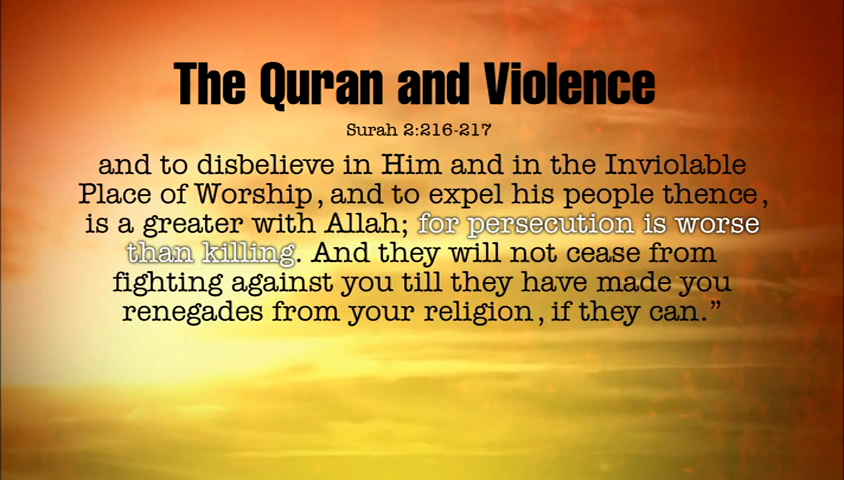 The Quran and Violence
Surah 2:216-217
and to disbelieve in Him and in the Inviolable
Place of Worship, and to expel his people thence,
is a greater with Allah; for persecution is worse
than killing. And they will not cease from
fighting against you till they have made you
renegades from your religion, if they can.”